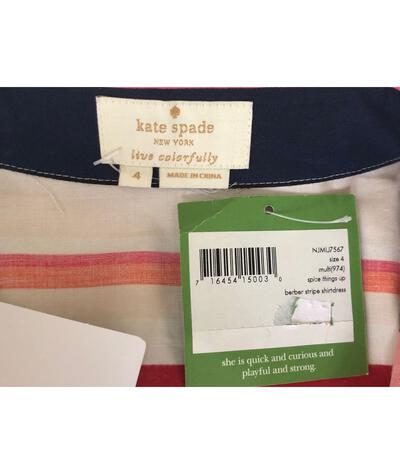 kate spade
NEW YORK
live colorfully
4
MADE IN CHINA
NJMU7567
size 4
multi(974)
spice things up
berber stripe shirtdress
7 16454 15003 0
she is quick and curious and
playful and strong.